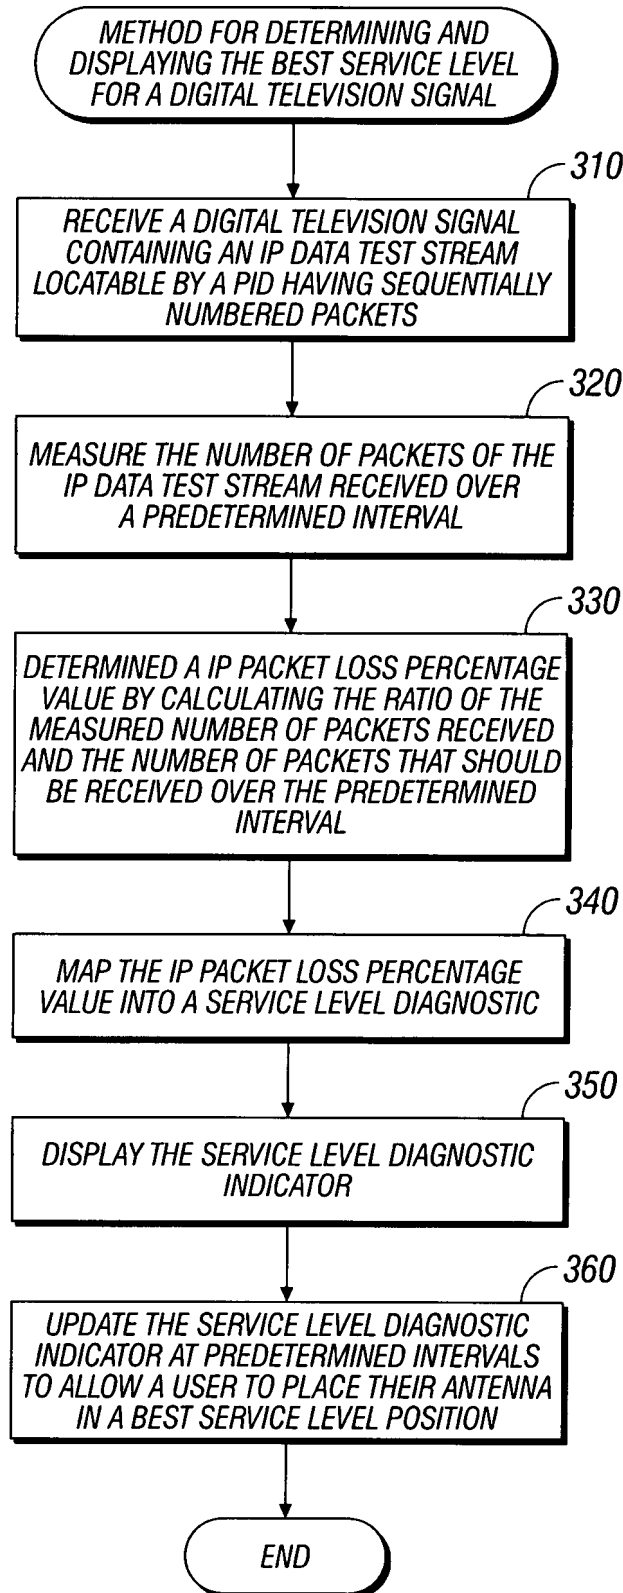 METHOD FOR DETERMINING AND
DISPLAYING THE BEST SERVICE LEVEL
FOR A DIGITAL TELEVISION SIGNAL
310
RECEIVE A DIGITAL TELEVISION SIGNAL
CONTAINING AN IP DATA TEST STREAM
LOCATABLE BY A PID HAVING SEQUENTIALLY
NUMBERED PACKETS
320
MEASURE THE NUMBER OF PACKETS OF THE
IP DATA TEST STREAM RECEIVED OVER
A PREDETERMINED INTERVAL
330
DETERMINED A IP PACKET LOSS PERCENTAGE
VALUE BY CALCULATING THE RATIO OF THE
MEASURED NUMBER OF PACKETS RECEIVED
AND THE NUMBER OF PACKETS THAT SHOULD
BE RECEIVED OVER THE PREDETERMINED
INTERVAL
340
MAP THE IP PACKET LOSS PERCENTAGE
VALUE INTO A SERVICE LEVEL DIAGNOSTIC
350
DISPLAY THE SERVICE LEVEL DIAGNOSTIC
INDICATOR
360
UPDATE THE SERVICE LEVEL DIAGNOSTIC
INDICATOR AT PREDETERMINED INTERVALS
TO ALLOW A USER TO PLACE THEIR ANTENNA
IN A BEST SERVICE LEVEL POSITION
END